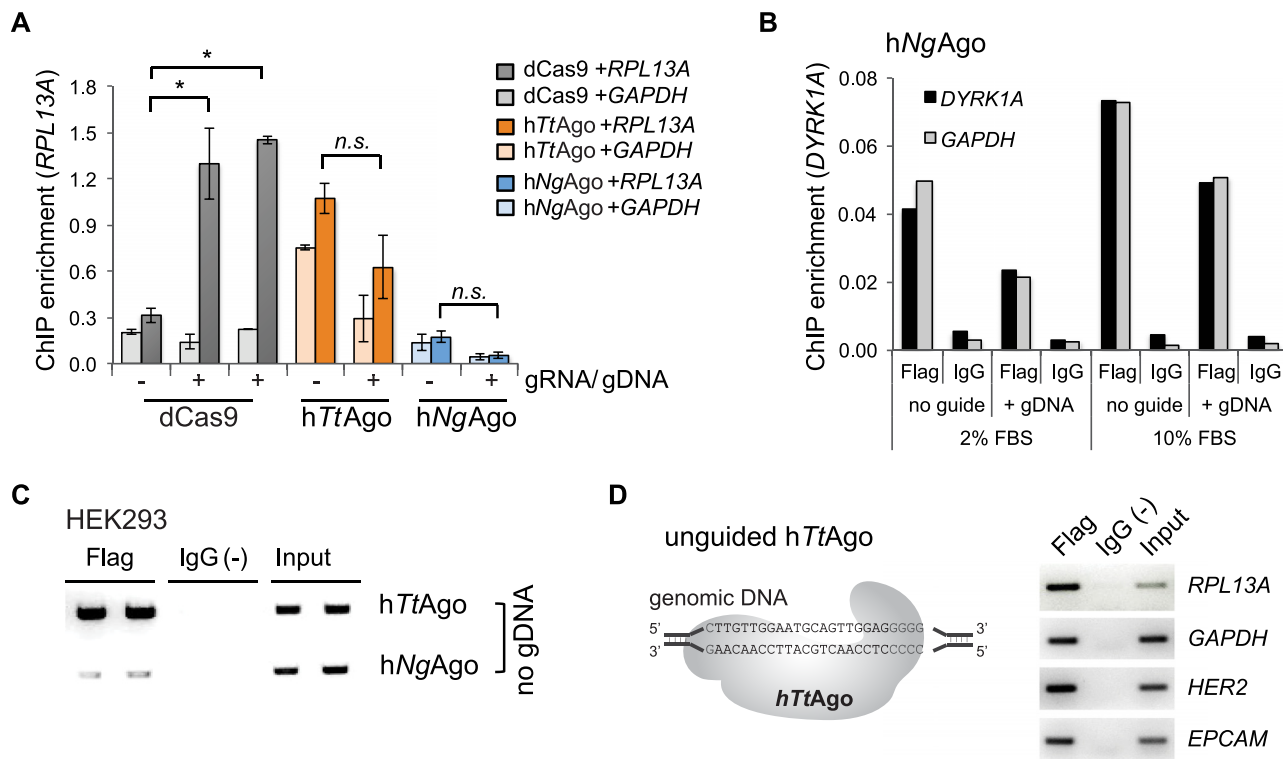 A
ChIP enrichment (RPL13A)
1.8
1.5
1.2
0.9
0.6
0.3
0.0
*
*
n.s.
n.s.
dCas9 +RPL13A
dCas9 +GAPDH
hTtAgo +RPL13A
hTtAgo +GAPDH
hNgAgo +RPL13A
hNgAgo +GAPDH
- + + - + - + gRNA/ gDNA
dCas9 hTtAgo hNgAgo
B
hNgAgo
ChIP enrichment (DYRK1A)
0.08
0.06
0.04
0.02
0.00
DYRK1A
GAPDH
Flag IgG Flag IgG Flag IgG Flag IgG
no guide + gDNA no guide + gDNA
2% FBS 10% FBS
C
HEK293
Flag IgG (-) Input
hTtAgo
hNgAgo
no gDNA
D
unguided hTtAgo
genomic DNA
5' CTTGTTGGAATGCAGTTGGAGGGGG 3'
3' GAACAACCTTACGTCAACCTCCCCC 5'
hTtAgo
Flag IgG (-) Input
RPL13A
GAPDH
HER2
EPCAM